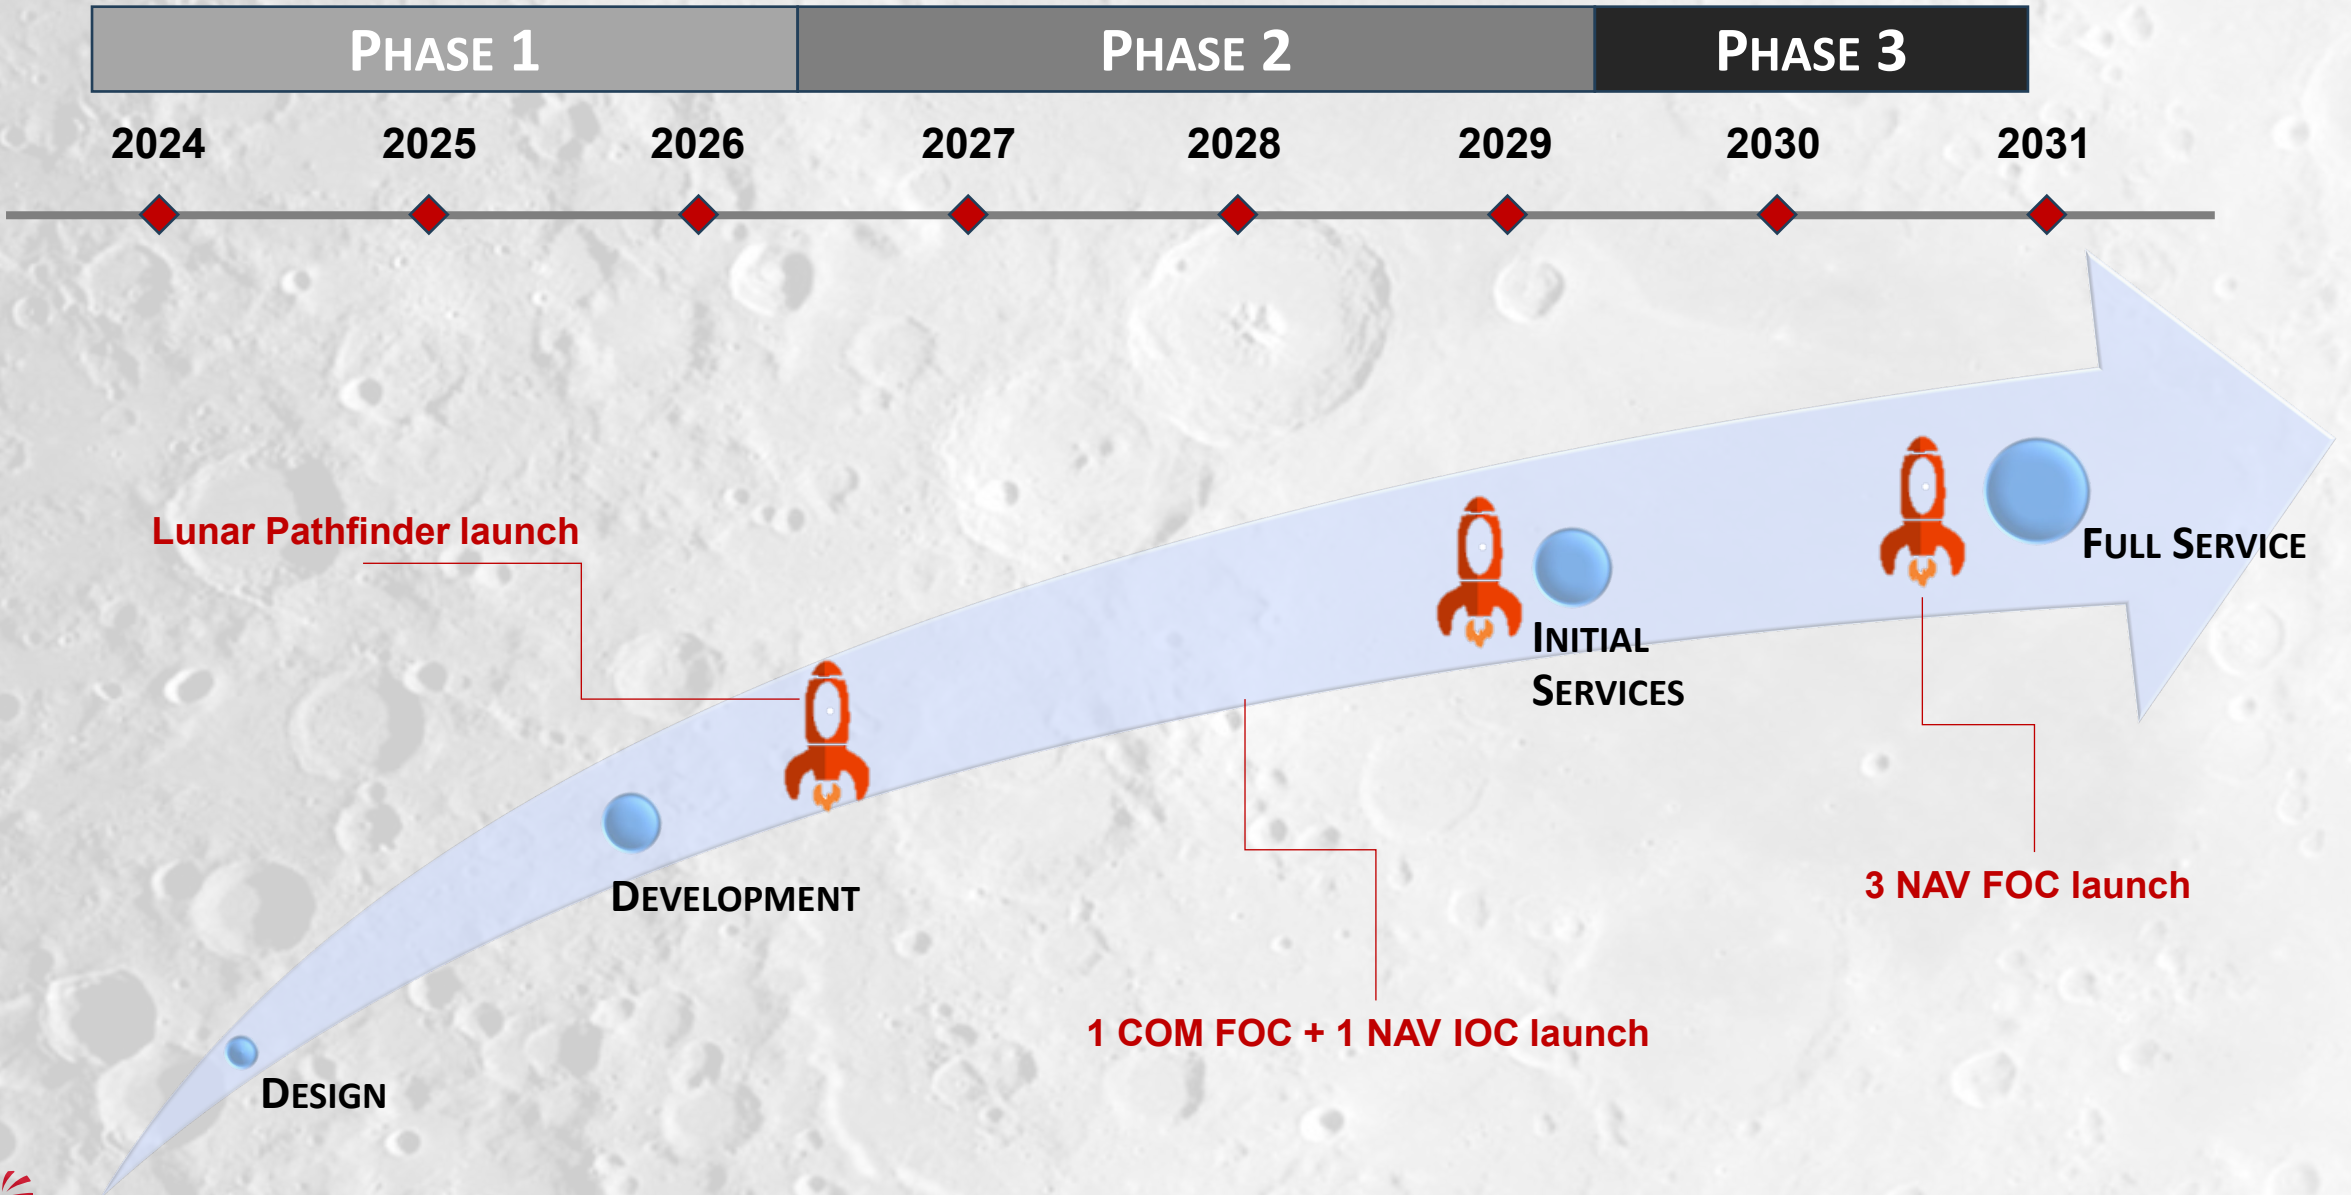 PHASE 1
PHASE 2
PHASE 3
2024
2025
2026
2027
2028
2029
2030
2031
Lunar Pathfinder launch
FULL SERVICE
INITIAL
SERVICES
DEVELOPMENT
3 NAV FOC launch
1 COM FOC + 1 NAV IOC launch
DESIGN